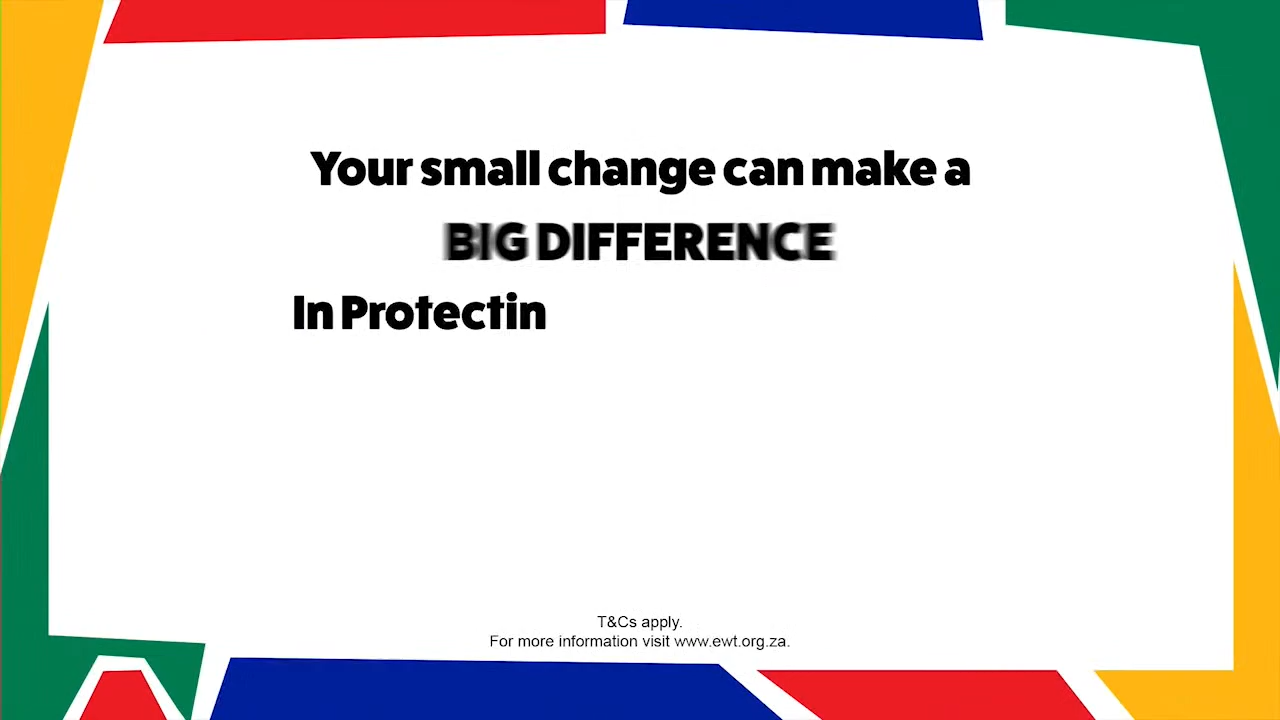 Your small change can make a
BIG DIFFERENCE
In Protectin
T&Cs apply.
For more information visit www.ewt.org.za.